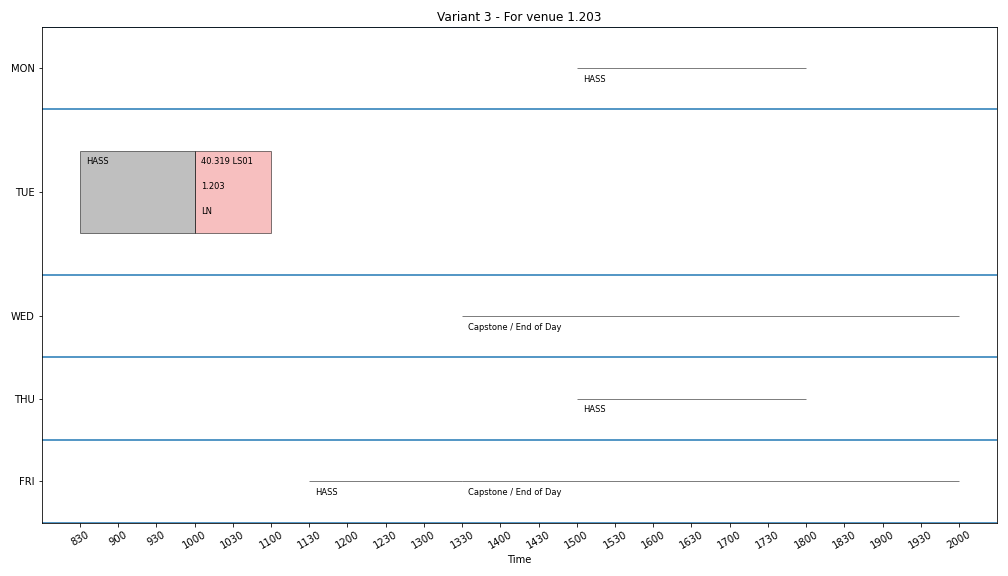 Variant 3 - For venue 1.203
MON
HASS
TUE
HASS
40.319 LS01
1.203
LN
WED
Capstone / End of Day
THU
HASS
FRI
HASS
Capstone / End of Day
830 900 930 1000 1030 1100 1130 1200 1230 1300 1330 1400 1430 1500 1530 1600 1630 1700 1730 1800 1830 1900 1930 2000
Time